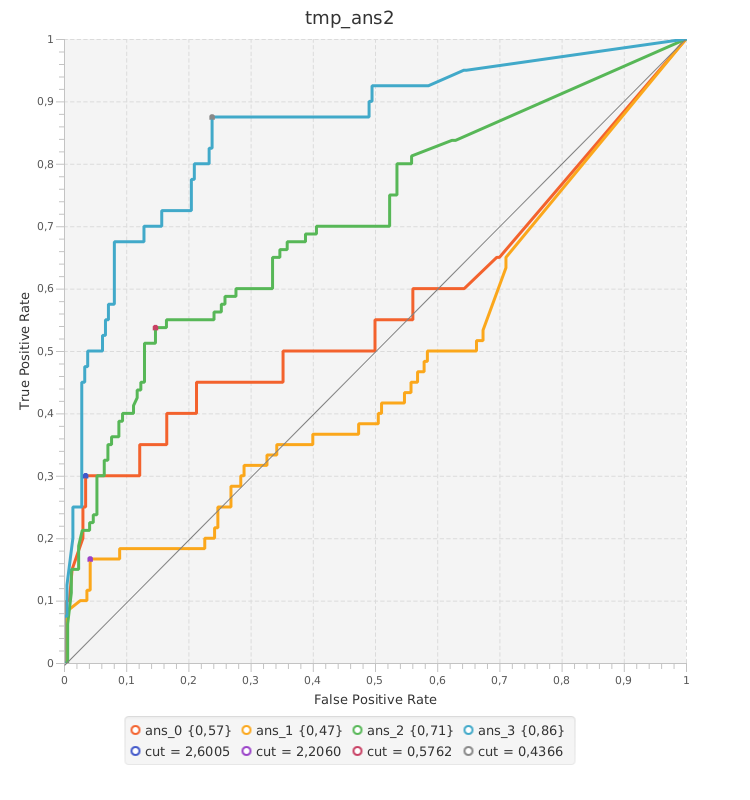 tmp_ans2
1
0,9
0,8
0,7
0,6
0,5
0,4
0,3
0,2
0,1
0
True Positive Rate
0 0,1 0,2 0,3 0,4 0,5 0,6 0,7 0,8 0,9 1
False Positive Rate
ans_0 {0,57} ans_1 {0,47} ans_2 {0,71} ans_3 {0,86}
cut = 2,6005 cut = 2,2060 cut = 0,5762 cut = 0,4366